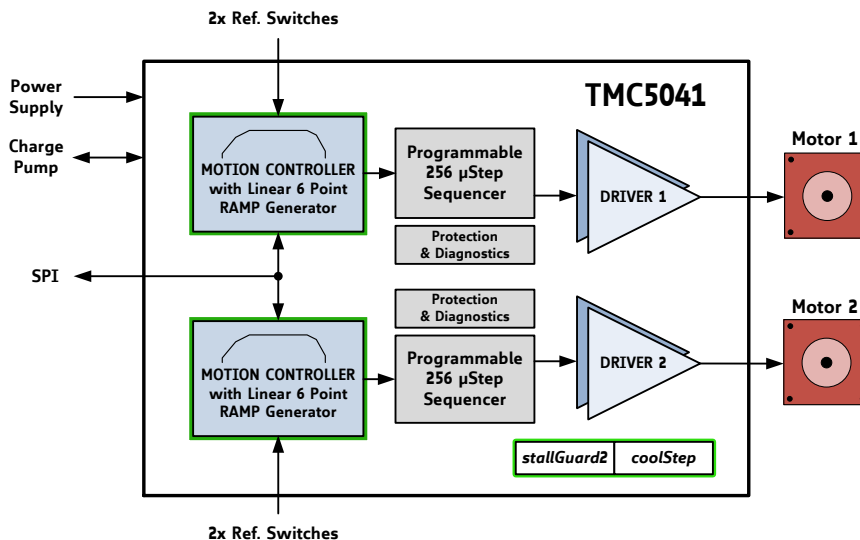 2x Ref. Switches
TMC5041
Power
Supply
Charge
Pump
SPI
MOTION CONTROLLER
with Linear 6 Point
RAMP Generator
Programmable
256 µStep
Sequencer
Protection
& Diagnostics
DRIVER 1
Motor 1
Protection
& Diagnostics
MOTION CONTROLLER
with Linear 6 Point
RAMP Generator
Programmable
256 µStep
Sequencer
DRIVER 2
Motor 2
stallGuard2
coolStep
2x Ref. Switches